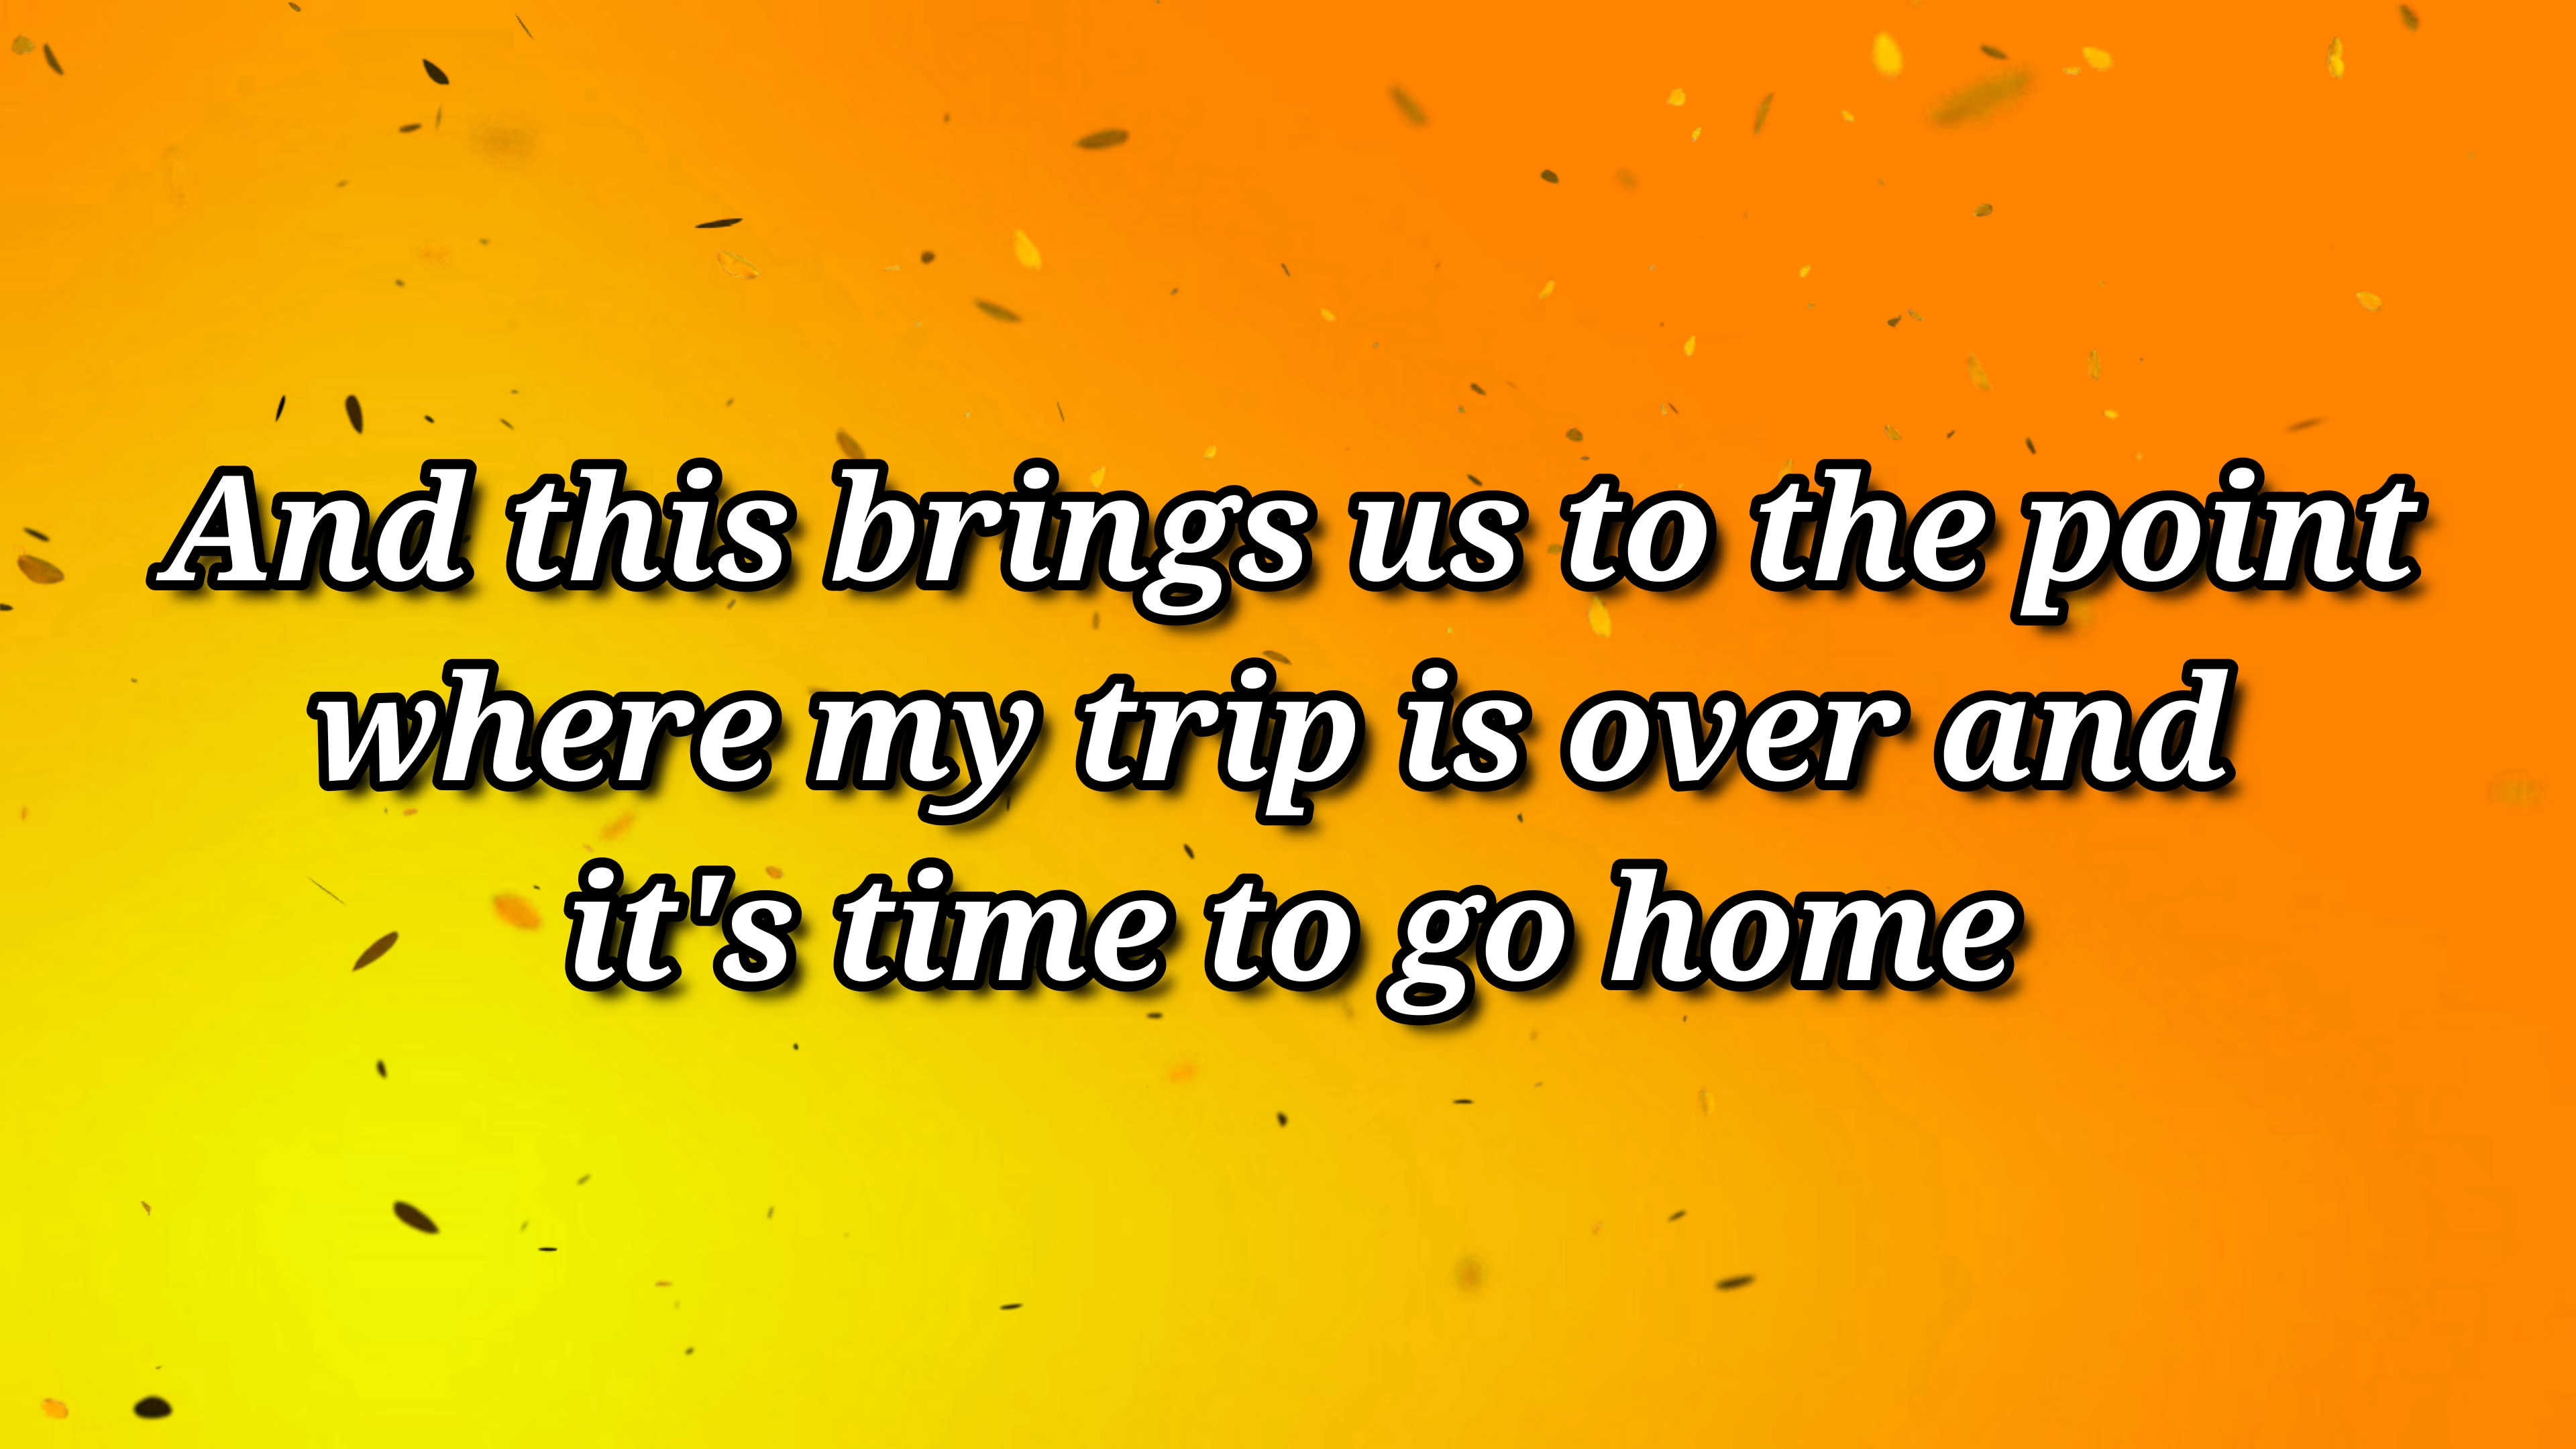 And this brings us to the point
where my trip is over and
it's time to go home